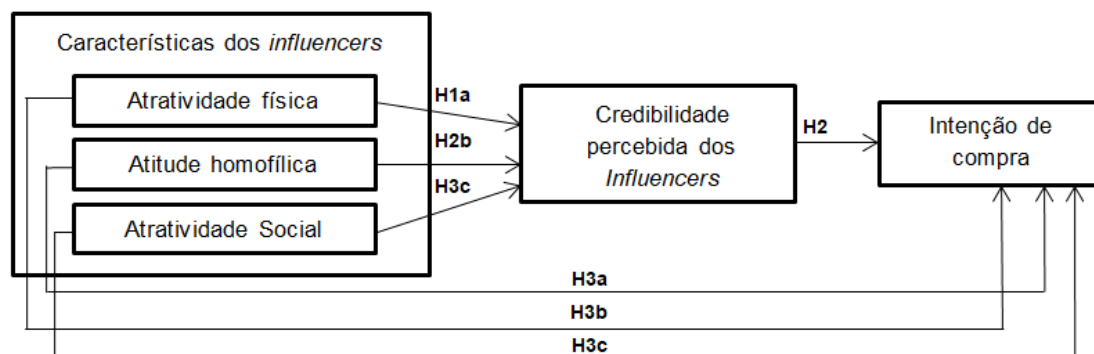 Características dos influencers
Atratividade física
Atitude homofílica
Atratividade Social
H1a
H2b
H3c
Credibilidade
percebida dos
Influencers
H2
Intenção de
compra
H3a
H3b
H3c